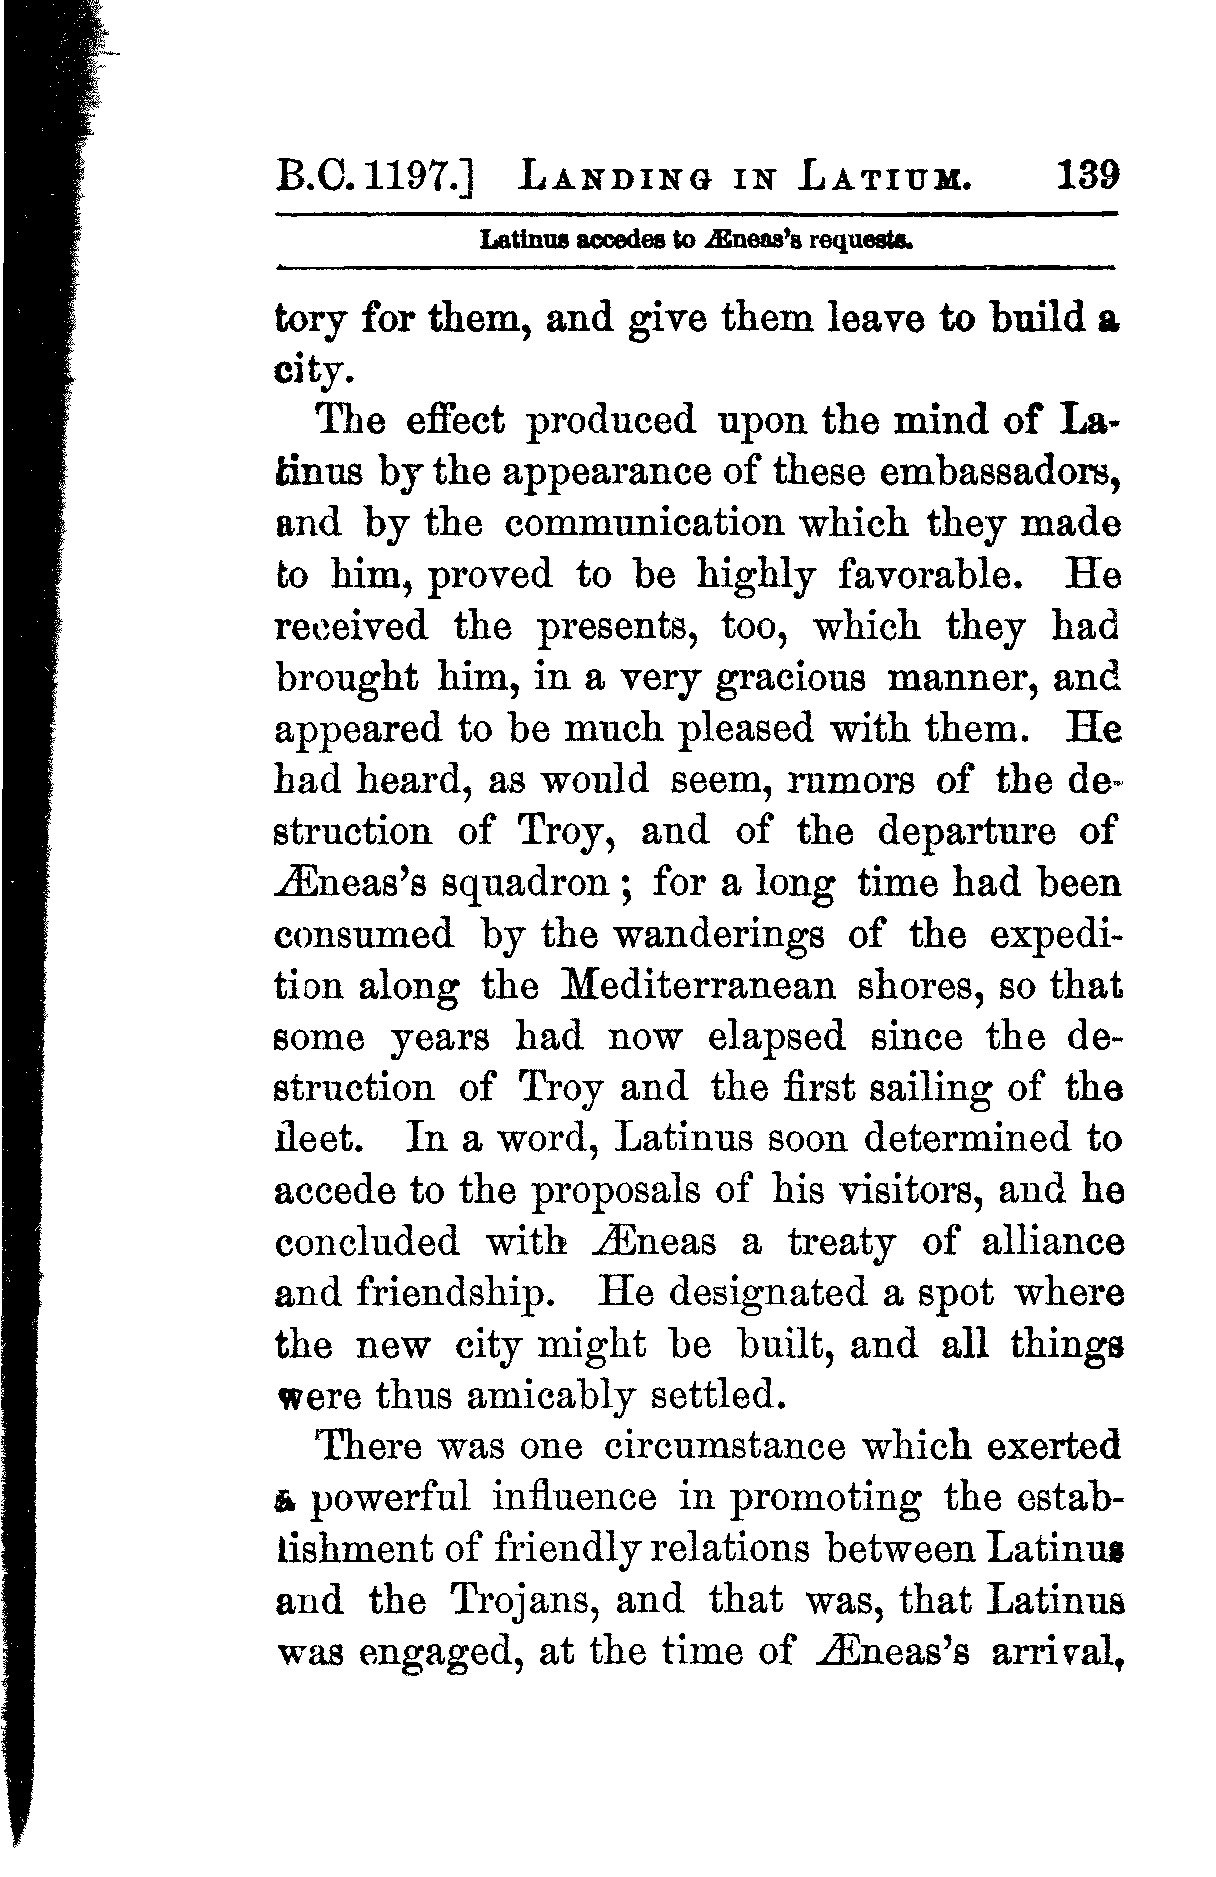 B.C. 1197.] LANDING IN LATIUM. 139
Latinus accedes to Æneas's requests.
tory for them, and give them leave to build a
city.
The effect produced upon the mind of La-
tinus by the appearance of these embassadors,
and by the communication which they made
to him, proved to be highly favorable. He
received the presents, too, which they had
brought him, in a very gracious manner, and
appeared to be much pleased with them. He
had heard, as would seem, rumors of the de-
struction of Troy, and of the departure of
Æneas's squadron; for a long time had been
consumed by the wanderings of the expedi-
tion along the Mediterranean shores, so that
some years had now elapsed since the de-
struction of Troy and the first sailing of the
fleet. In a word, Latinus soon determined to
accede to the proposals of his visitors, and he
concluded with Æneas a treaty of alliance
and friendship. He designated a spot where
the new city might be built, and all things
were thus amicably settled.
There was one circumstance which exerted
a powerful influence in promoting the estab-
lishment of friendly relations between Latinus
and the Trojans, and that was, that Latinus
was engaged, at the time of Æneas's arrival,